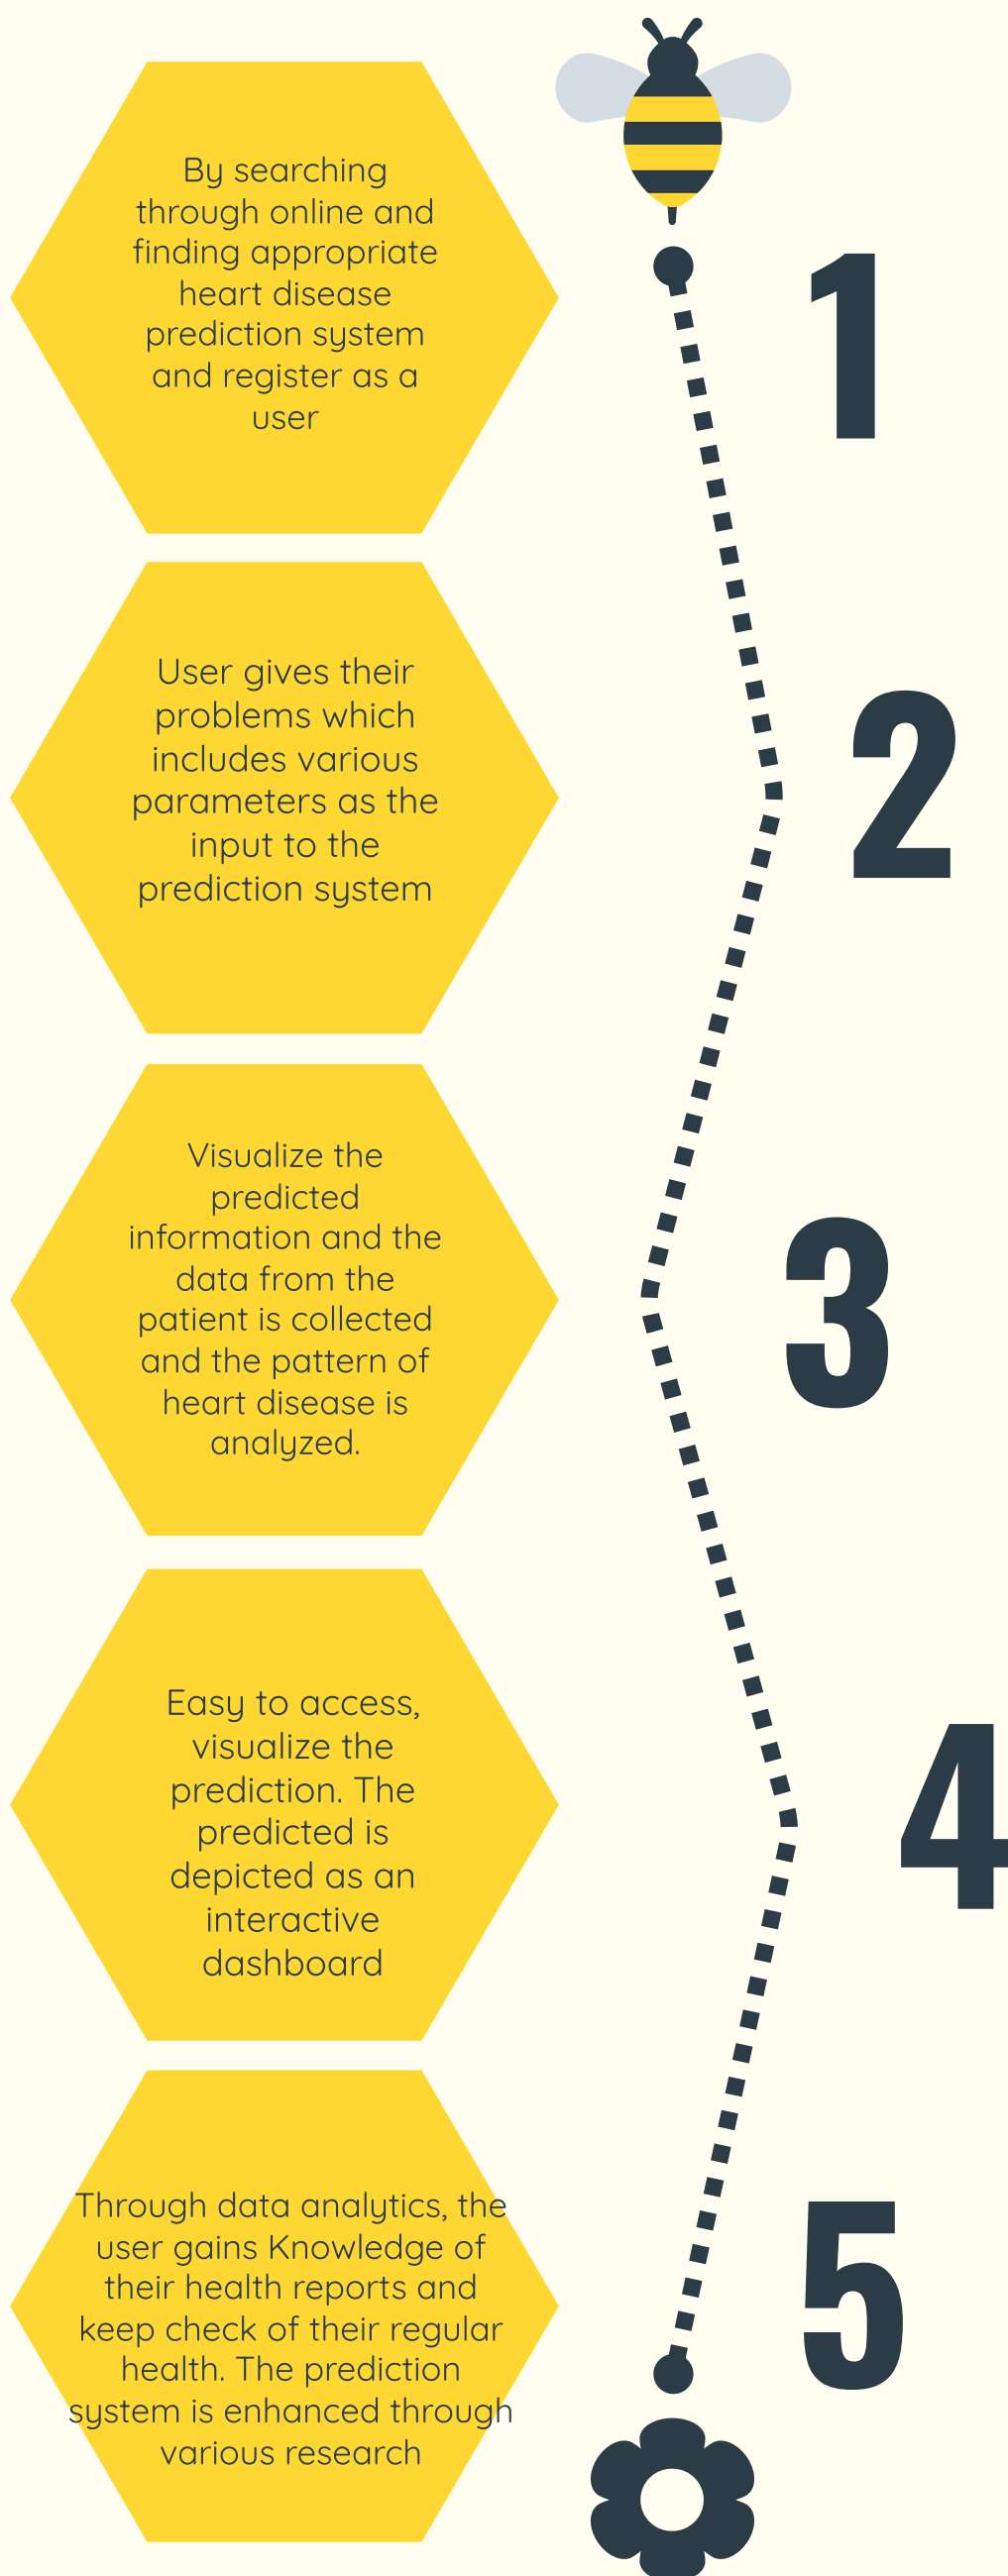 By searching
through online and
finding appropriate
heart disease
prediction system
and register as a
user
1
User gives their
problems which
includes various
parameters as the
input to the
prediction system
2
Visualize the
predicted
information and the
data from the
patient is collected
and the pattern of
heart disease is
analyzed.
3
Easy to access,
visualize the
prediction. The
predicted is
depicted as an
interactive
dashboard
4
Through data analytics, the
user gains Knowledge of
their health reports and
keep check of their regular
health. The prediction
system is enhanced through
various research
5